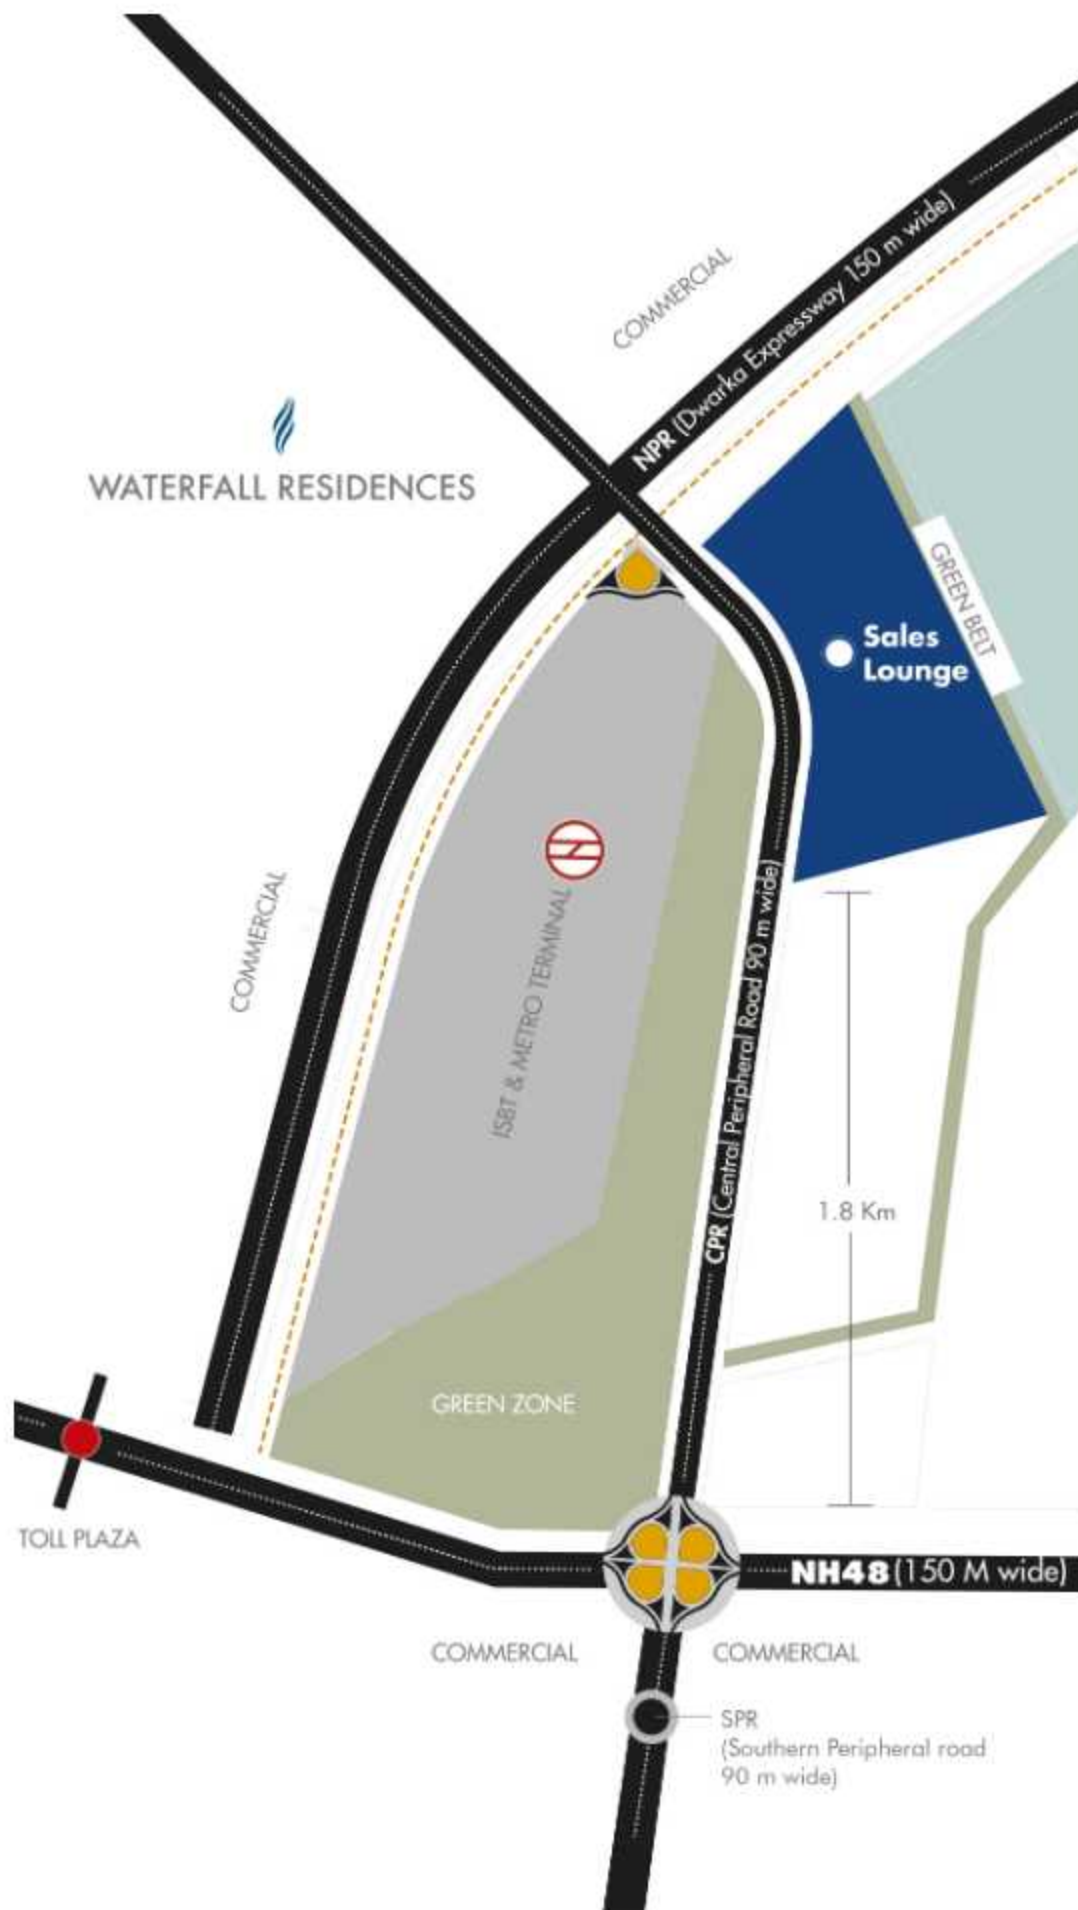 COMMERCIAL
NPR (Dwarka Expressway 150 m wide)
WATERFALL RESIDENCES
GREEN BELT
Sales
Lounge
COMMERCIAL
ISBT & METRO TERMINAL
CPR (Central Peripheral Road 90 m wide)
1.8 Km
GREEN ZONE
TOLL PLAZA
NH48 (150 M wide)
COMMERCIAL
COMMERCIAL
SPR
(Southern Peripheral road
90 m wide)